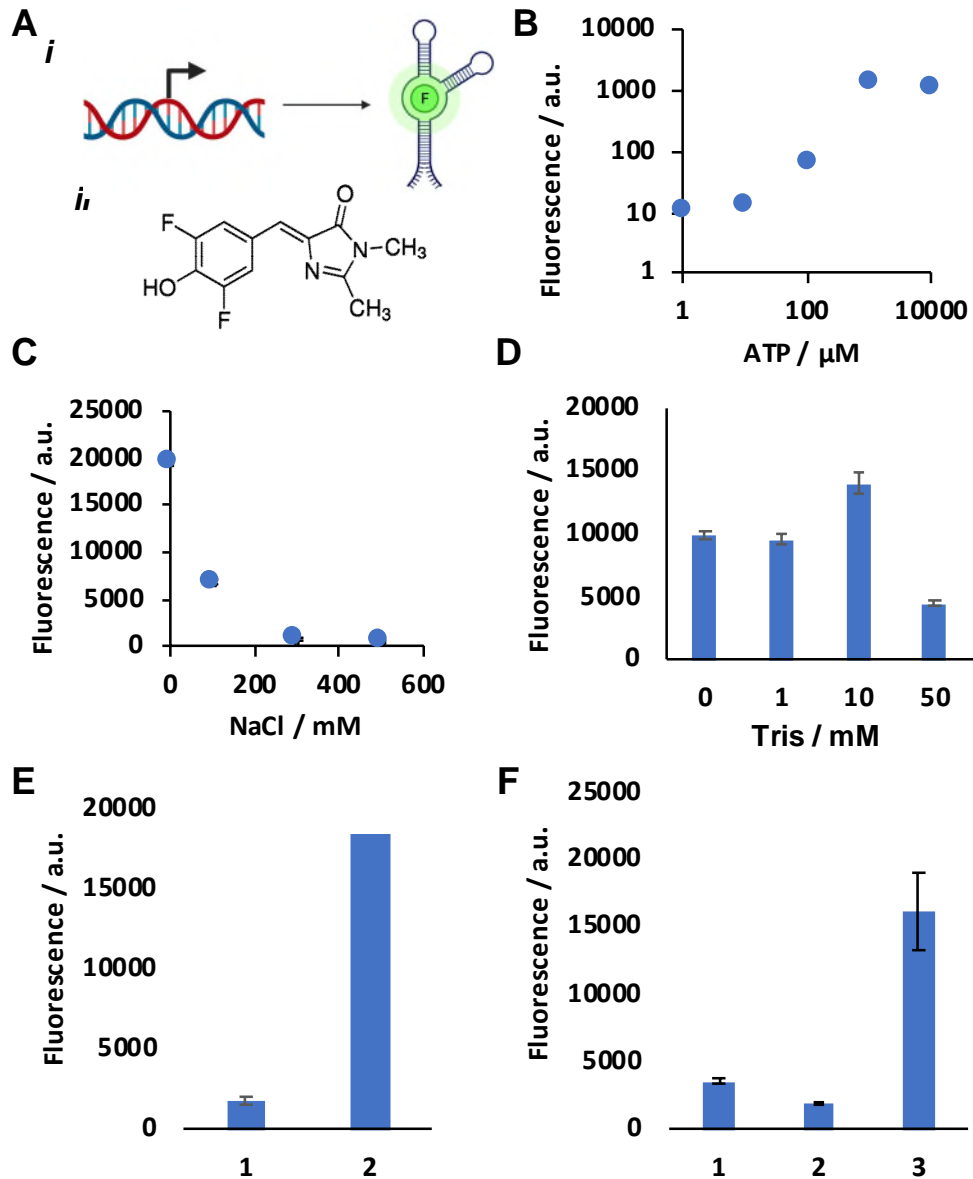 A
i
F
ii
F
HO
F
O
N
CH3
N
CH3
B
Fluorescence / a.u.
10000
1000
100
10
1
1 100 10000
ATP / µM
C
Fluorescence / a.u.
25000
20000
15000
10000
5000
0
0 200 400 600
NaCl / mM
D
Fluorescence / a.u.
20000
15000
10000
5000
0
0 1 10 50
Tris / mM
E
Fluorescence / a.u.
20000
15000
10000
5000
0
1 2
F
Fluorescence / a.u.
25000
20000
15000
10000
5000
0
1 2 3